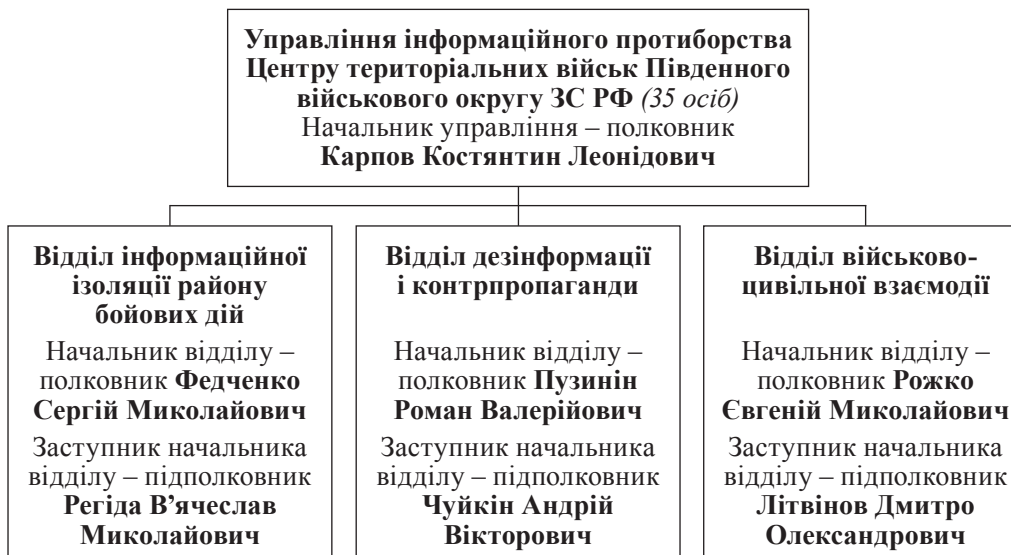 Управління інформаційного протиборства
Центру територіальних військ Південного
військового округу ЗС РФ (35 осіб)
Начальник управління – полковник
Карпов Костянтин Леонідович
Відділ інформаційної
ізоляції району
бойових дій
Начальник відділу –
полковник Федченко
Сергій Миколайович
Заступник начальника
відділу – підполковник
Регіда В’ячеслав
Миколайович
Відділ дезінформації
і контрпропаганди
Начальник відділу –
полковник Пузинін
Роман Валерійович
Заступник начальника
відділу – підполковник
Чуйкін Андрій
Вікторович
Відділ військово-
цивільної взаємодії
Начальник відділу –
полковник Рожко
Євгеній Миколайович
Заступник начальника
відділу – підполковник
Літвінов Дмитро
Олександрович